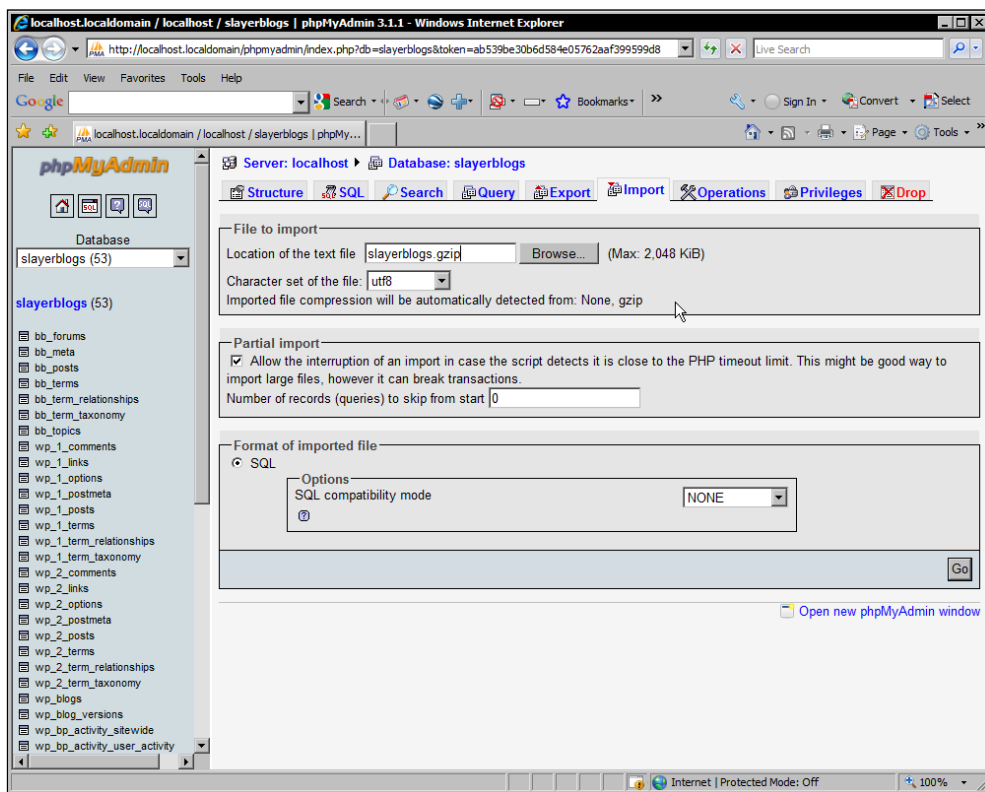 localhost.localdomain / localhost / slayerblogs | phpMyAdmin 3.1.1 - Windows Internet Explorer
http://localhost.localdomain/phpmyadmin/index.php?db=slayerblogs&token=ab539be30b6d584e05762aaf399599d8
Live Search
File Edit View Favorites Tools Help
Google Search Bookmarks Sign In Convert Select
localhost.localdomain / localhost / slayerblogs | phpMy... Page Tools
phpMyAdmin
Server: localhost Database: slayerblogs
Structure SQL Search Query Export Import Operations Privileges Drop
SQL
Database
slayerblogs (53)
slayerblogs (53)
bb_forums
bb_meta
bb_posts
bb_terms
bb_term_relationships
bb_term_taxonomy
bb_topics
wp_1_comments
wp_1_links
wp_1_options
wp_1_postmeta
wp_1_posts
wp_1_terms
wp_1_term_relationships
wp_1_term_taxonomy
wp_2_comments
wp_2_links
wp_2_options
wp_2_postmeta
wp_2_posts
wp_2_terms
wp_2_term_relationships
wp_2_term_taxonomy
wp_blogs
wp_blog_versions
wp_bp_activity_sitewide
wp_bp_activity_user_activity
File to import
Location of the text file slayerblogs.gzip Browse... (Max: 2,048 KiB)
Character set of the file: utf8
Imported file compression will be automatically detected from: None, gzip
Partial import
Allow the interruption of an import in case the script detects it is close to the PHP timeout limit. This might be good way to
import large files, however it can break transactions.
Number of records (queries) to skip from start 0
Format of imported file
SQL
Options
SQL compatibility mode NONE
?
Go
Open new phpMyAdmin window
Internet | Protected Mode: Off 100%